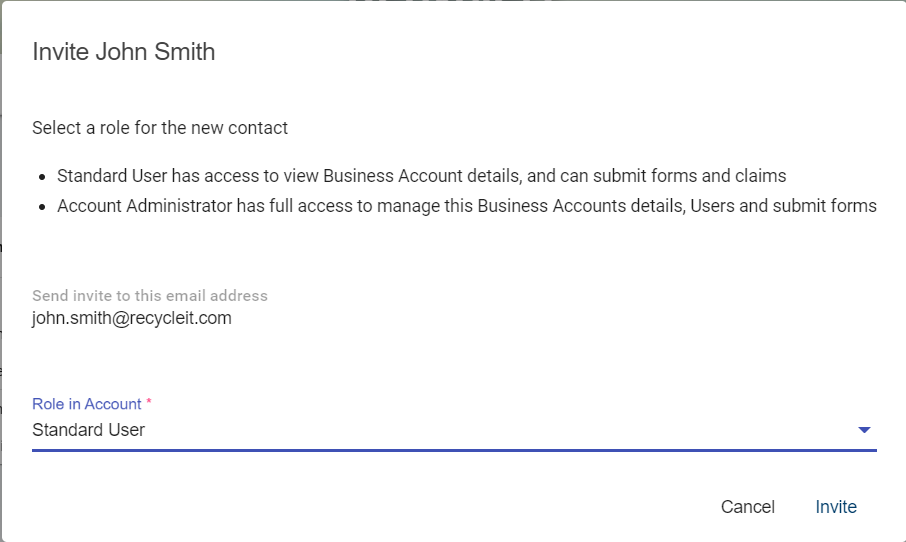 Invite John Smith
Select a role for the new contact
• Standard User has access to view Business Account details, and can submit forms and claims
• Account Administrator has full access to manage this Business Accounts details, Users and submit forms
Send invite to this email address
john.smith@recycleit.com
Role in Account *
Standard User
Cancel Invite